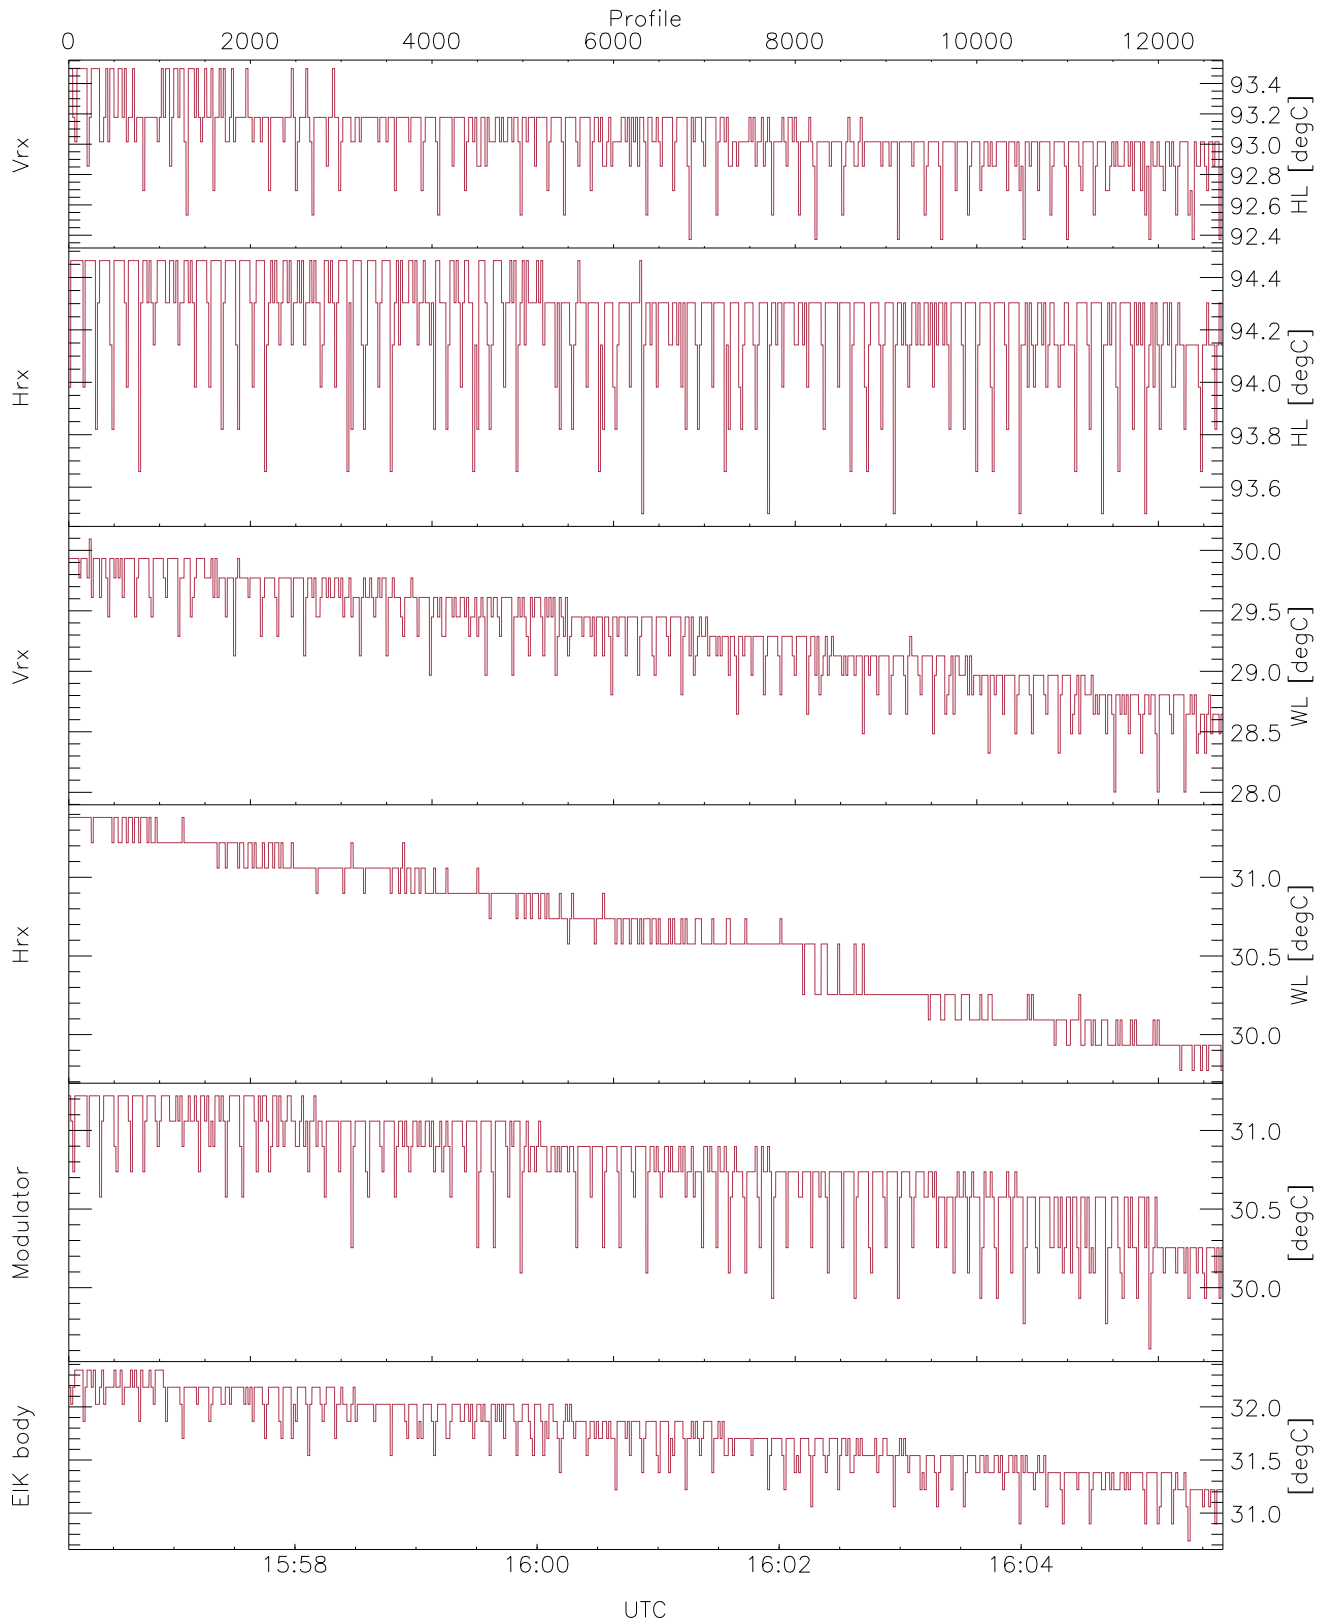 Profile
0 2000 4000 6000 8000 10000 12000
Vrx
93.4
93.2
93.0
92.8
92.6
92.4
HL [degC]
Hrx
94.4
94.2
94.0
93.8
93.6
HL [degC]
Vrx
30.0
29.5
29.0
28.5
28.0
WL [degC]
Hrx
31.0
30.5
30.0
WL [degC]
Modulator
31.0
30.5
30.0
[degC]
EIK body
32.0
31.5
31.0
[degC]
15:58 16:00 16:02 16:04
UTC